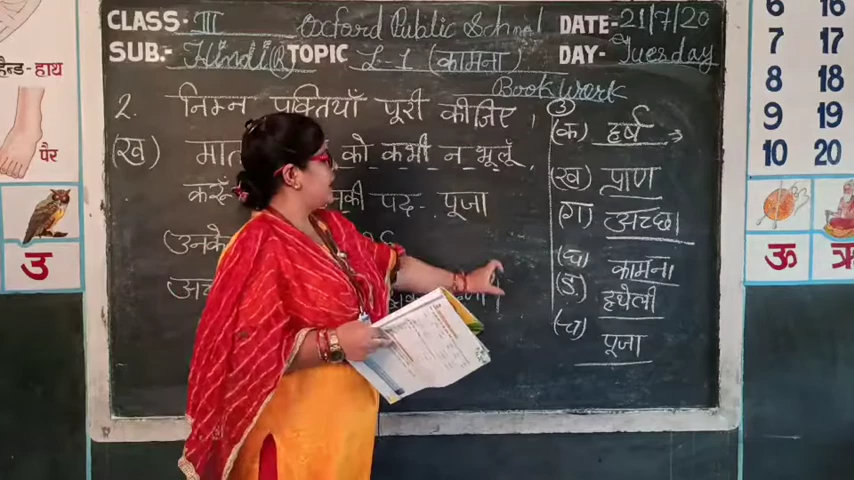 CLASS- III Oxford Public School DATE- 21/7/20
SUB.- Hindi(R) TOPIC L-1 (कामना) DAY- Tuesday
Book Work
2. निम्न पंक्तियाँ पूरी कीजिए।
(ख) को कभी न भूलूँ,
करूँ पद-पूजा
उनके
(क) हर्ष
(ख) प्राण
(ग) अच्छा
(घ) कामना
(ङ) हथेली
(च) पूजा
हैन्ड-हाथ
पैर
उ
ऊ
6 16
7 17
8 18
9 19
10 20